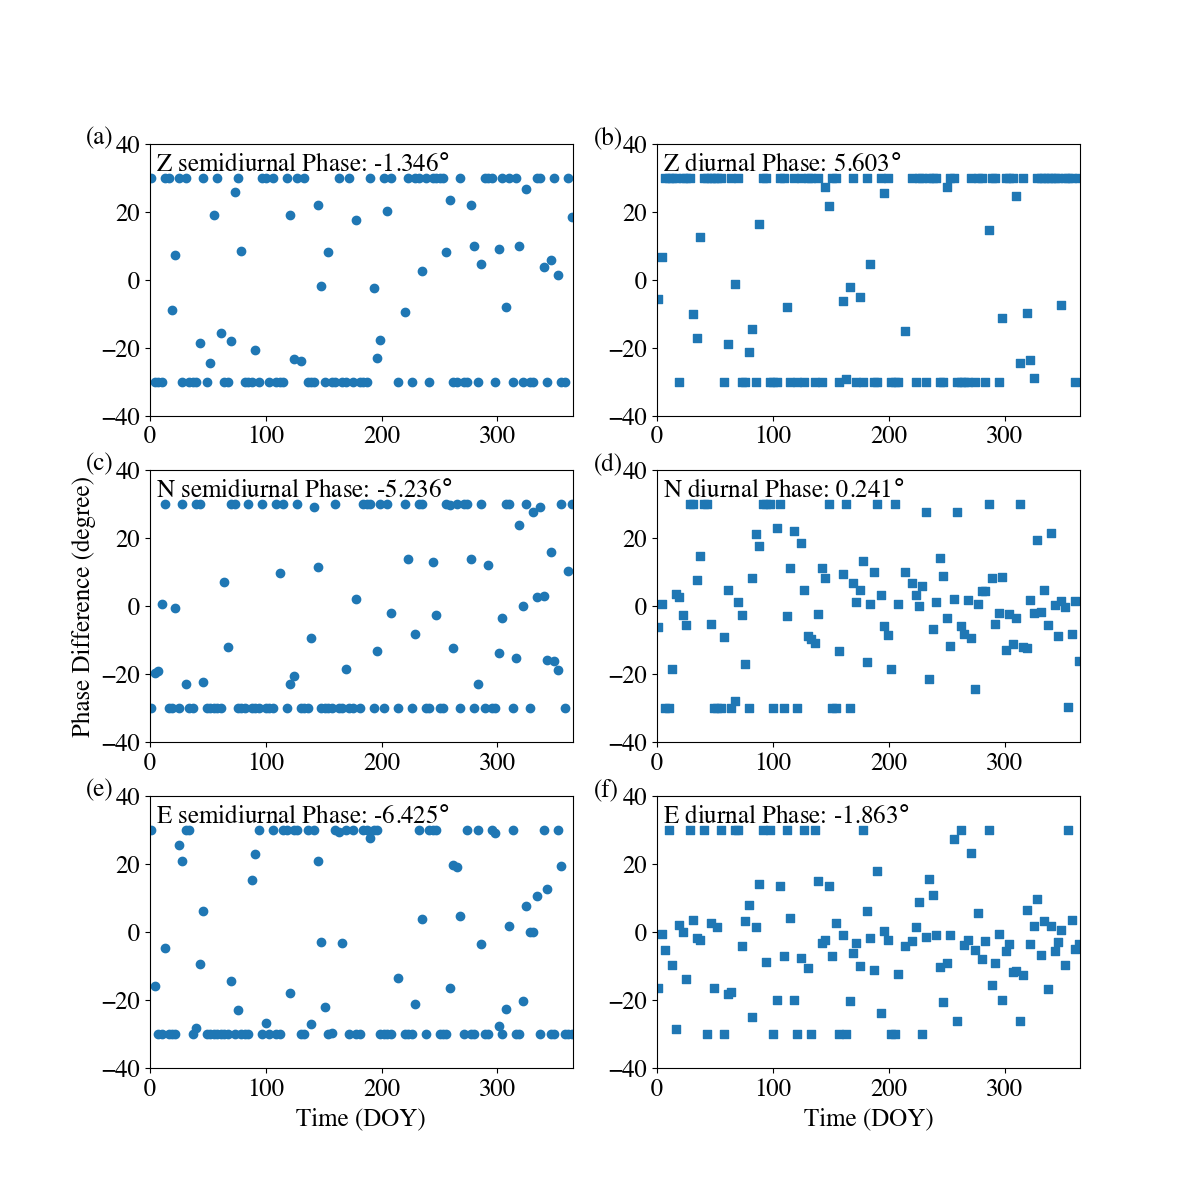 (a)
Z semidiurnal Phase: -1.346°
40
20
0
−20
−40
0 100 200 300
(b)
Z diurnal Phase: 5.603°
40
20
0
−20
−40
0 100 200 300
Phase Difference (degree)
(c)
N semidiurnal Phase: -5.236°
40
20
0
−20
−40
0 100 200 300
(d)
N diurnal Phase: 0.241°
40
20
0
−20
−40
0 100 200 300
(e)
E semidiurnal Phase: -6.425°
40
20
0
−20
−40
0 100 200 300
Time (DOY)
(f)
E diurnal Phase: -1.863°
40
20
0
−20
−40
0 100 200 300
Time (DOY)